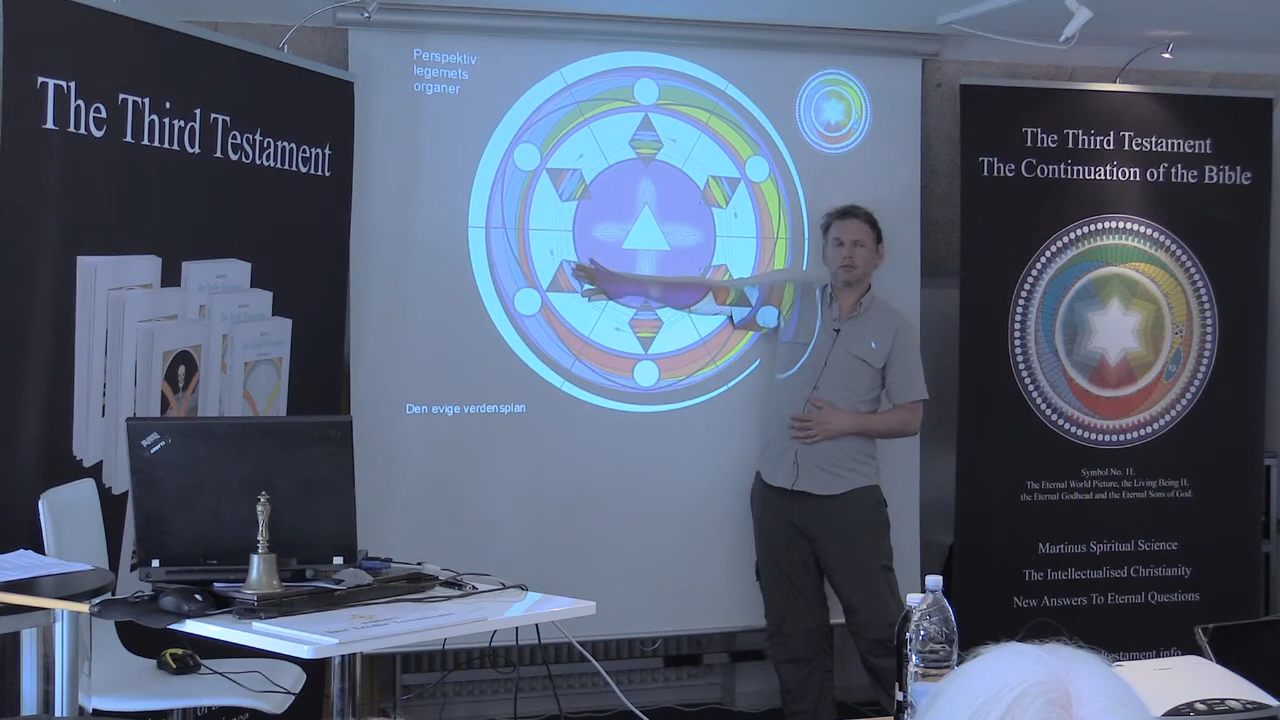 The Third Testament
Perspektiv:
legemets
organer
Den evige verdensplan
The Third Testament
The Continuation of the Bible
Symbol No. 11.
The Eternal World Picture, the Living Being II,
the Eternal Godhead and the Eternal Sons of God.
Martinus Spiritual Science
The Intellectualised Christianity
New Answers To Eternal Questions